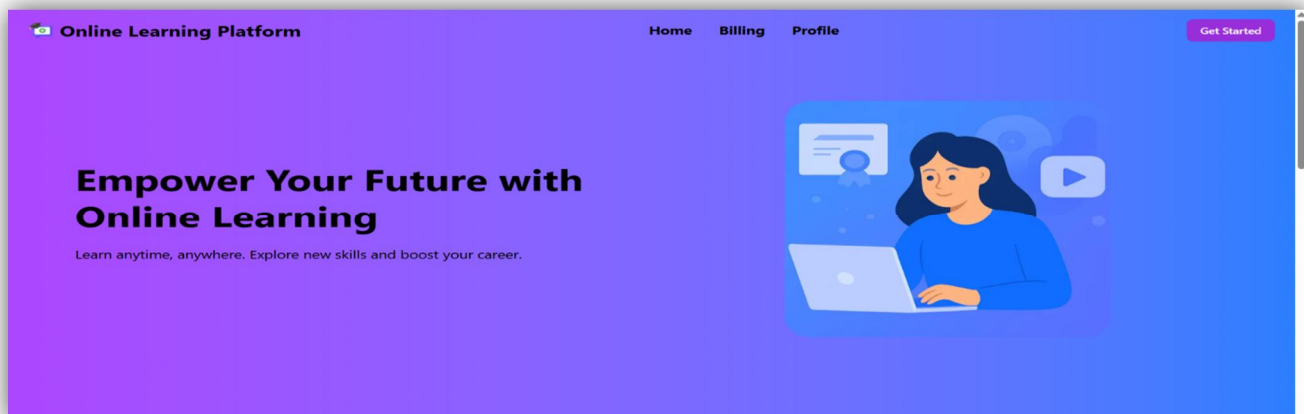 Online Learning Platform
Home Billing Profile
Get Started
Empower Your Future with
Online Learning
Learn anytime, anywhere. Explore new skills and boost your career.